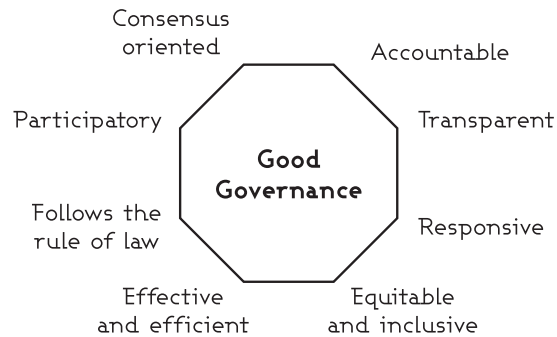 Consensus
oriented
Accountable
Participatory
Transparent
Good
Governance
Follows the
rule of law
Responsive
Effective
and efficient
Equitable
and inclusive